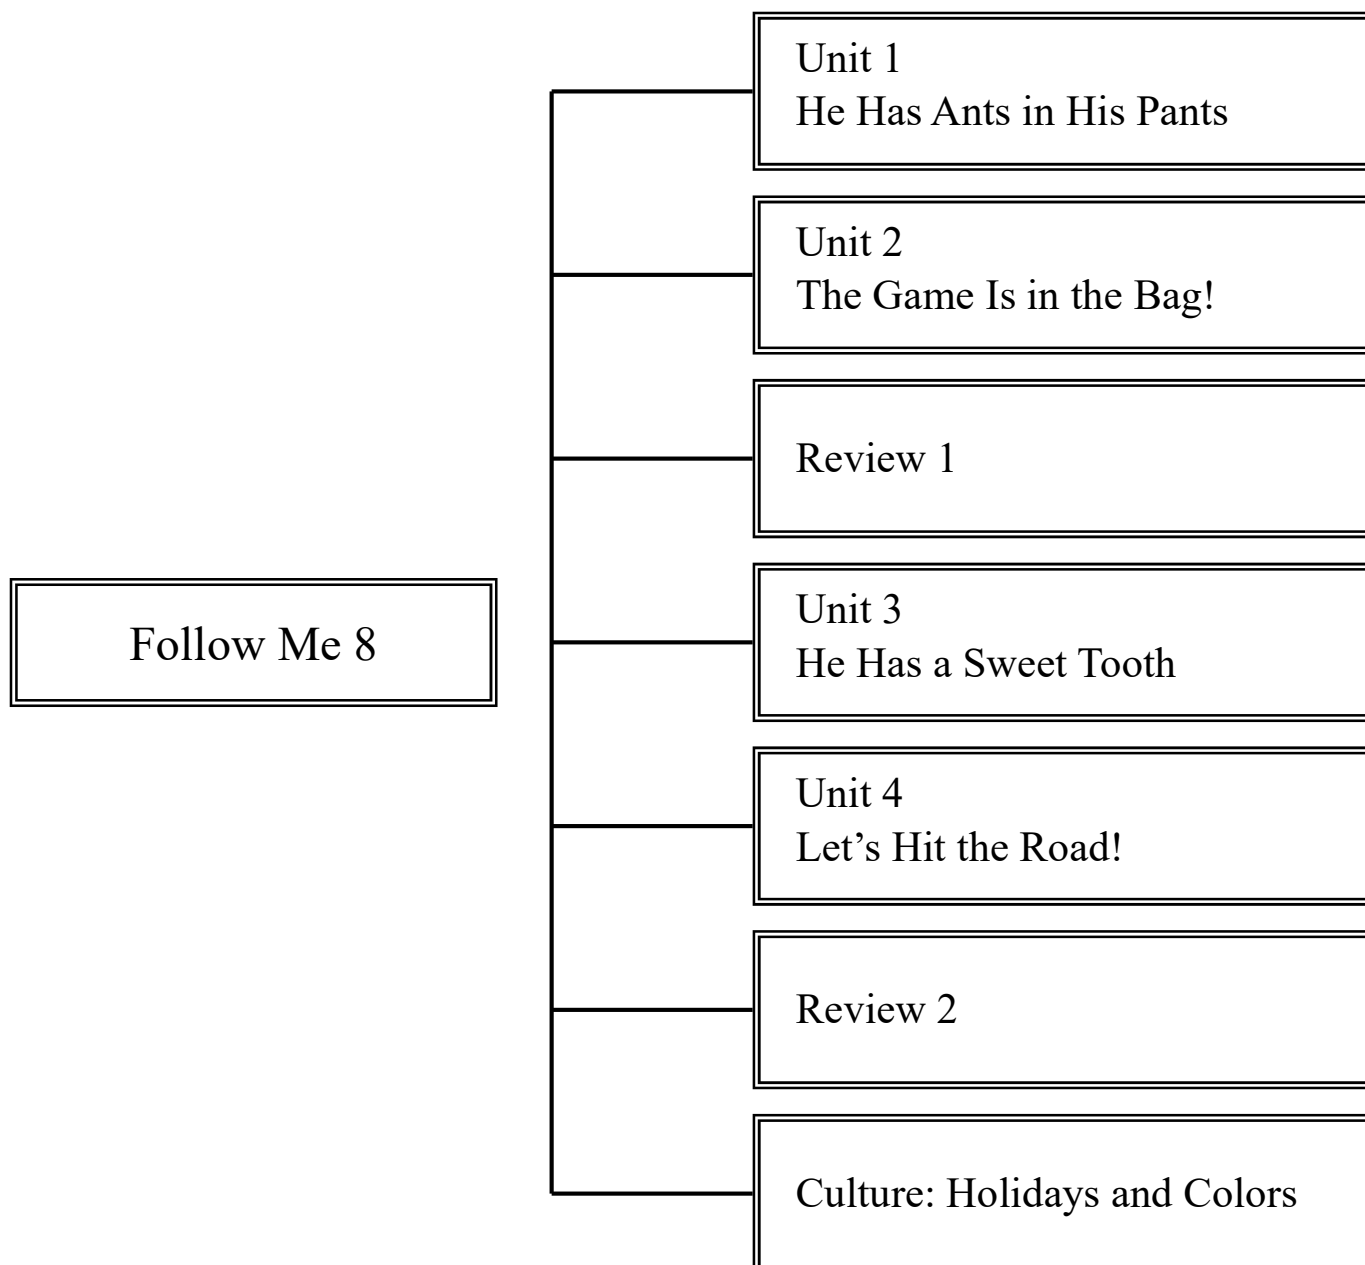 Follow Me 8
Unit 1
He Has Ants in His Pants
Unit 2
The Game Is in the Bag!
Review 1
Unit 3
He Has a Sweet Tooth
Unit 4
Let’s Hit the Road!
Review 2
Culture: Holidays and Colors